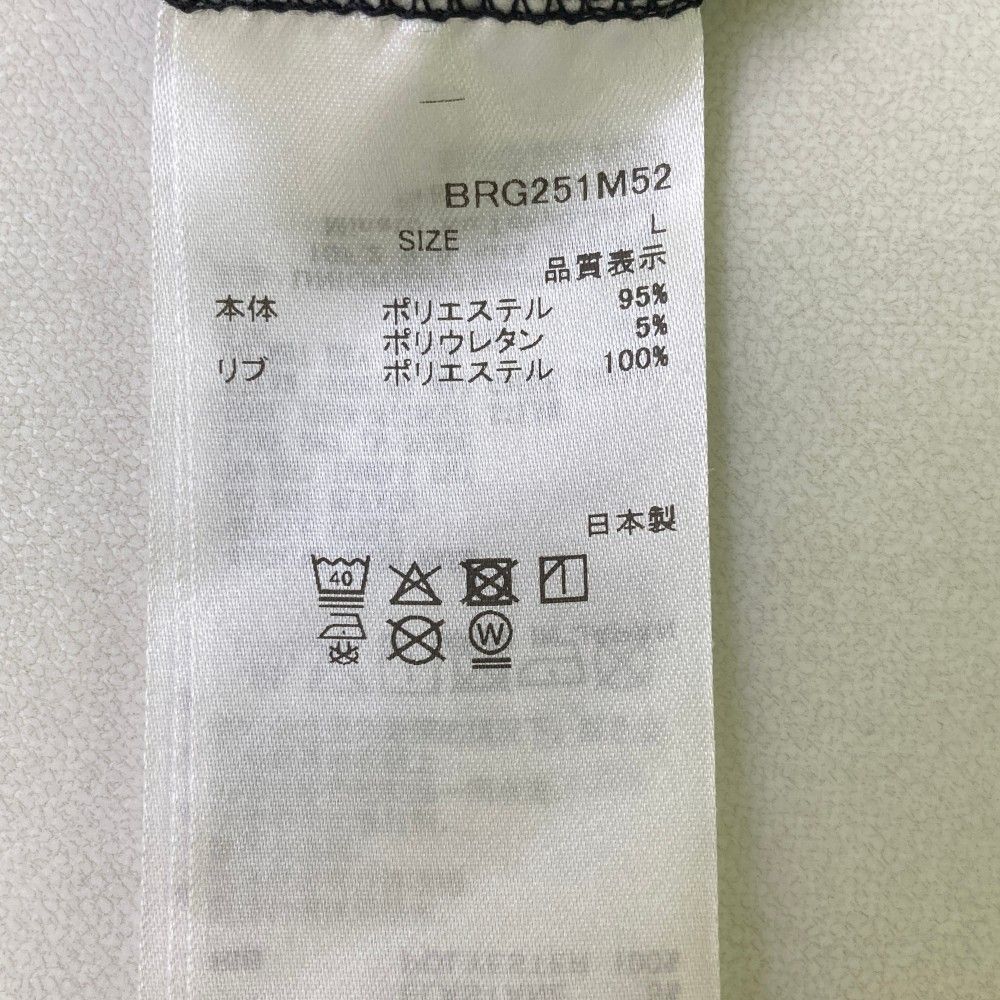 BRG251M52
SIZE L
品質表示
本体 ポリエステル 95%
ポリウレタン 5%
リブ ポリエステル 100%
日本製
40
W